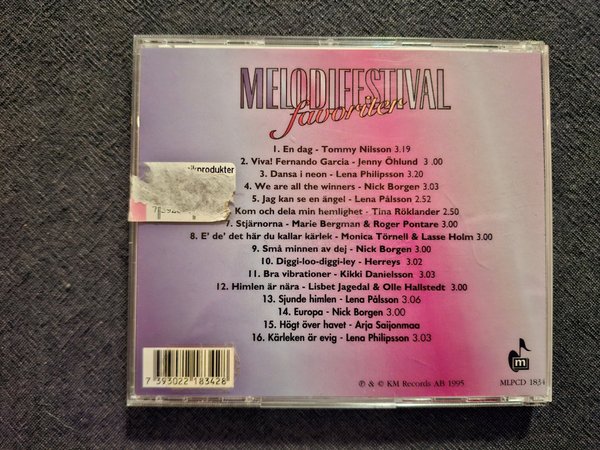 MELODIFESTIVAL
favoriter
1. En dag - Tommy Nilsson 3.19
2. Viva! Fernando Garcia - Jenny Öhlund 3.00
3. Dansa i neon - Lena Philipsson 3.20
4. We are all the winners - Nick Borgen 3.03
5. Jag kan se en ängel - Lena Pålsson 2.52
Kom och dela min hemlighet - Tina Röklander 2.50
7. Stjärnorna - Marie Bergman & Roger Pontare 3.00
8. E' de' det här du kallar kärlek - Monica Törnell & Lasse Holm 3.00
9. Små minnen av dej - Nick Borgen 3.00
10. Diggi-loo-diggi-ley - Herreys 3.02
11. Bra vibrationer - Kikki Danielsson 3.03
12. Himlen är nära - Lisbet Jagedal & Olle Hallstedt 3.00
13. Sjunde himlen - Lena Pålsson 3.06
14. Europa - Nick Borgen 3.00
15. Högt över havet - Arja Saijonmaa
16. Kärleken är evig - Lena Philipsson 3.03
7 393022 183428
℗ & © KM Records AB 1995
m
MLPCD 1834